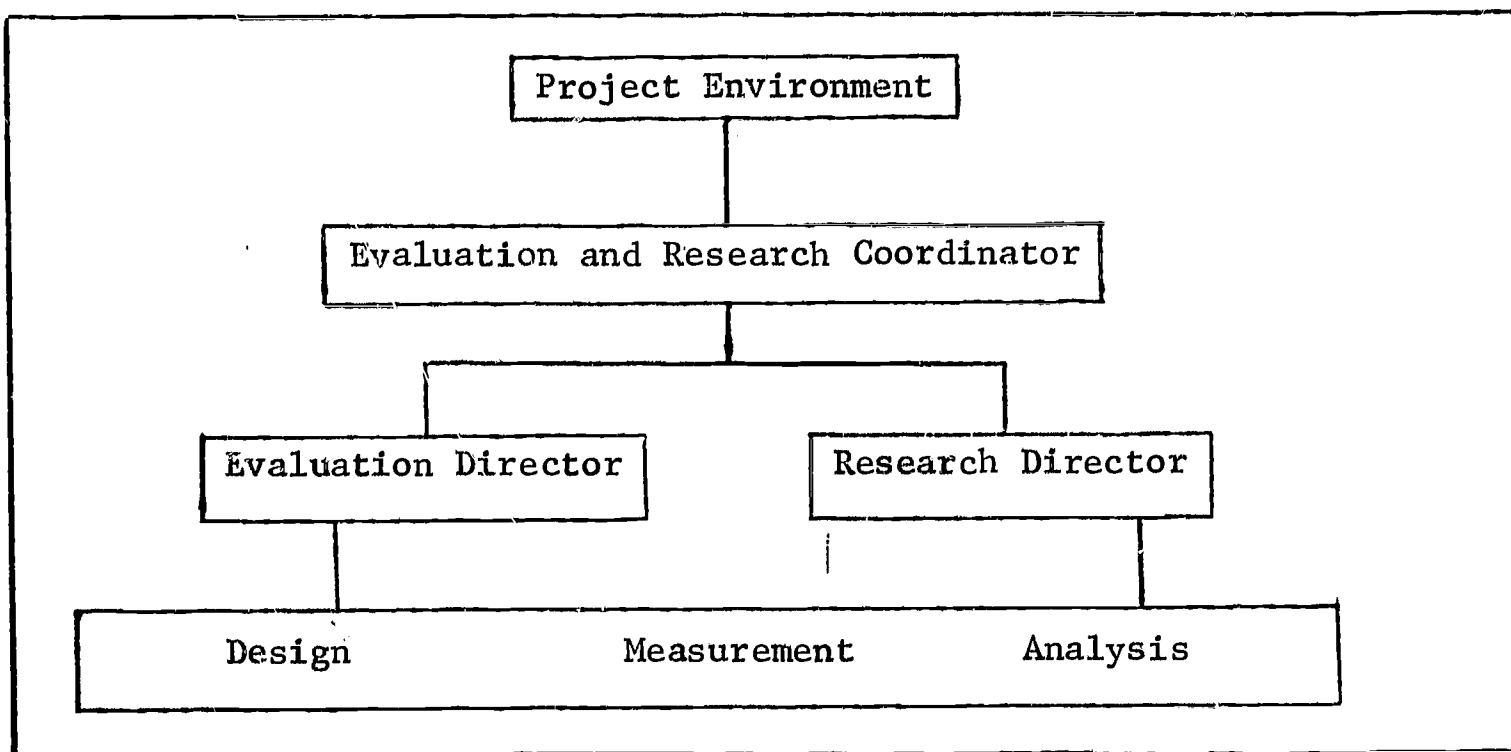 Project Environment
Evaluation and Research Coordinator
Evaluation Director
Research Director
Design Measurement Analysis